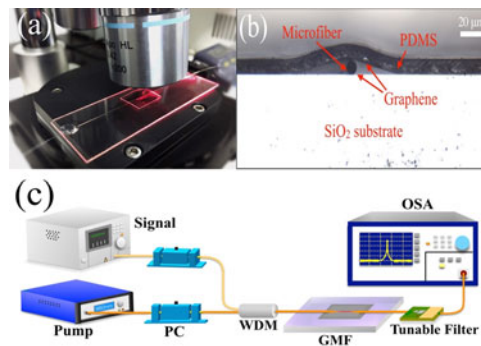 (a)
HL
(b)
20 μm
Microfiber
PDMS
Graphene
SiO2 substrate
(c)
Signal
OSA
Pump
PC
WDM
GMF
Tunable Filter